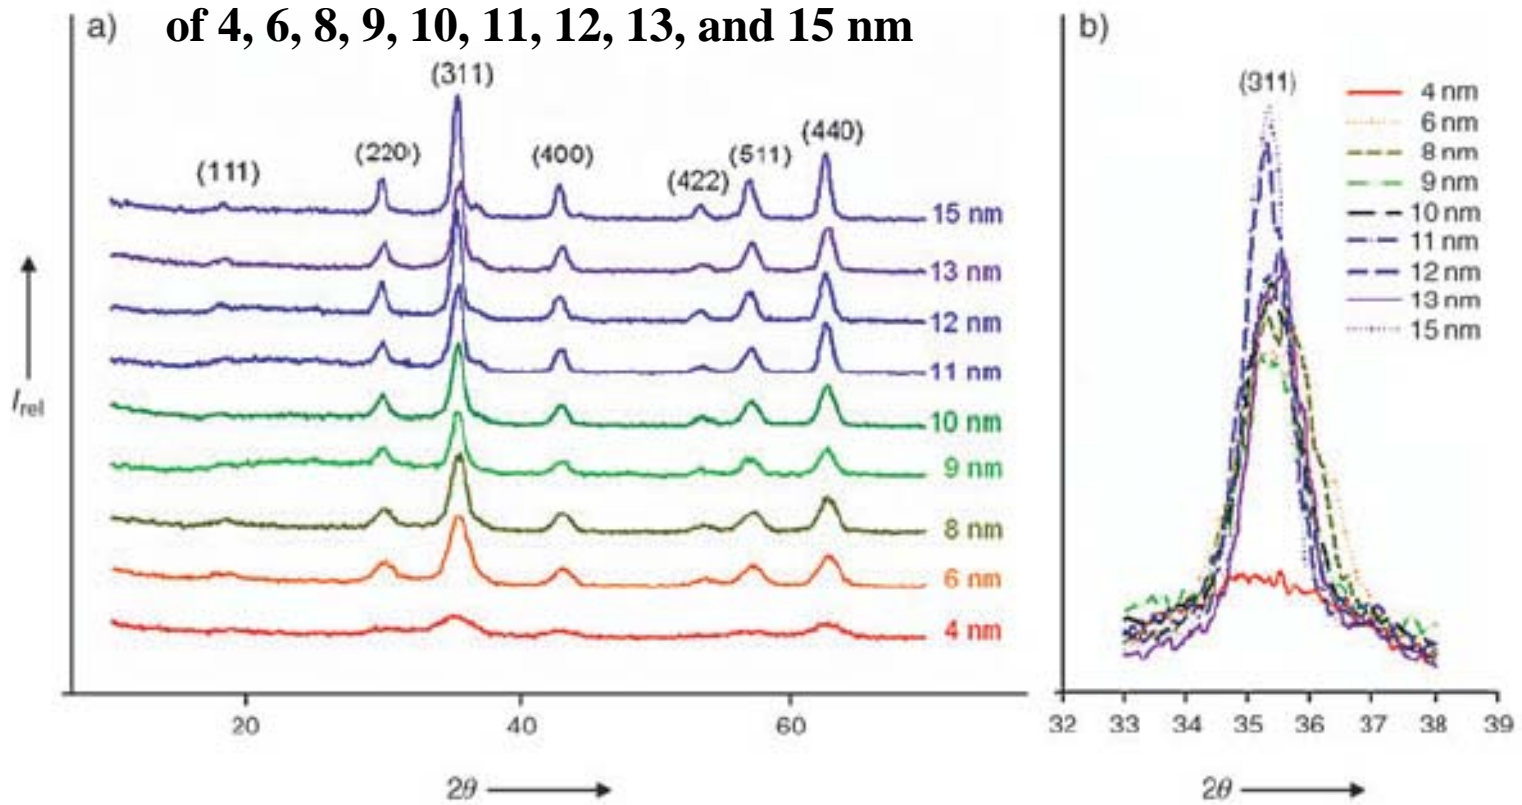 of 4, 6, 8, 9, 10, 11, 12, 13, and 15 nm
a)
(311)
(440)
(220)
(400)
(511)
(111)
(422)
15 nm
13 nm
12 nm
11 nm
10 nm
9 nm
8 nm
6 nm
4 nm
Irel
20 40 60
2θ
b)
(311)
4 nm
6 nm
8 nm
9 nm
10 nm
11 nm
12 nm
13 nm
15 nm
32 33 34 35 36 37 38 39
2θ